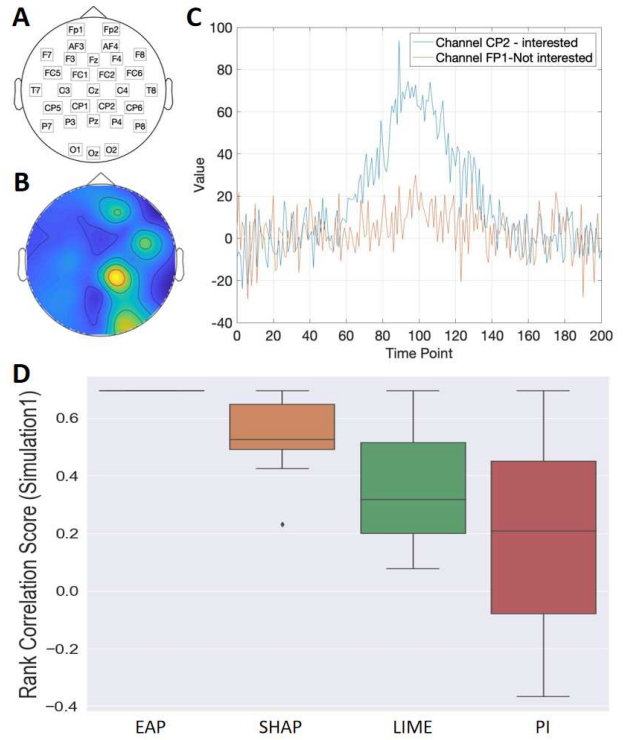 A
Fp1 Fp2
AF3 AF4
F7 F3 Fz F4 F8
FC5 FC1 FC2 FC6
T7 C3 Cz C4 T8
CP5 CP1 CP2 CP6
P7 P3 Pz P4 P8
O1 Oz O2
B
C
Channel CP2 - interested
Channel FP1-Not interested
Value
100
80
60
40
20
0
-20
-40
0 20 40 60 80 100 120 140 160 180 200
Time Point
D
Rank Correlation Score (Simulation1)
0.6
0.4
0.2
0.0
−0.2
−0.4
EAP SHAP LIME PI